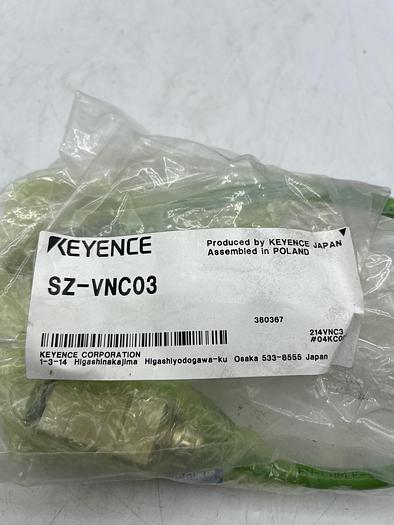 KEYENCE
Produced by KEYENCE JAPAN
Assembled in POLAND
SZ-VNC03
380367
214VNC3
#04KC0
KEYENCE CORPORATION
1-3-14 Higashinakajima Higashiyodogawa-ku Osaka 533-8555 Japan